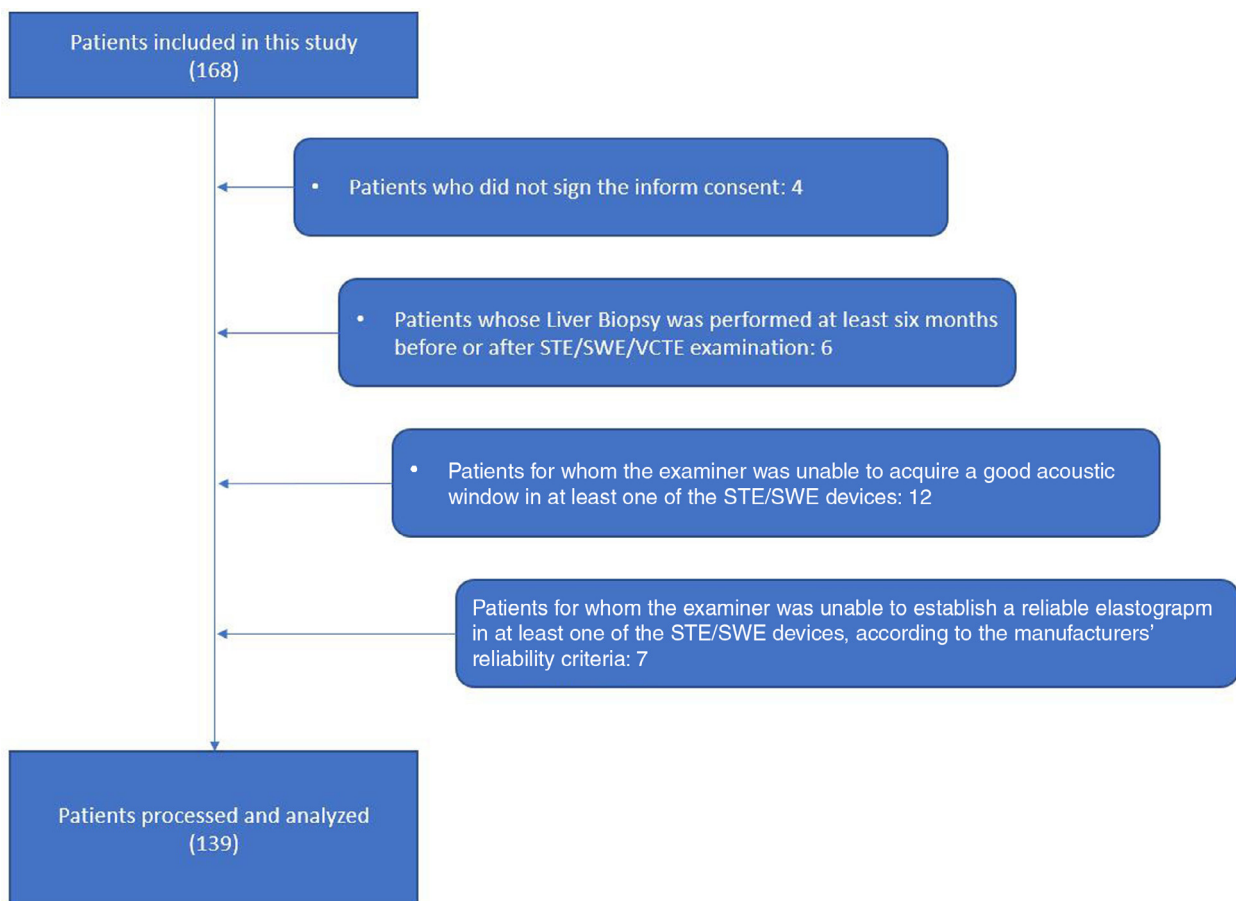 Patients included in this study
(168)
• Patients who did not sign the inform consent: 4
• Patients whose Liver Biopsy was performed at least six months
before or after STE/SWE/VCTE examination: 6
• Patients for whom the examiner was unable to acquire a good acoustic
window in at least one of the STE/SWE devices: 12
Patients for whom the examiner was unable to establish a reliable elastograpm
in at least one of the STE/SWE devices, according to the manufacturers’
reliability criteria: 7
Patients processed and analyzed
(139)